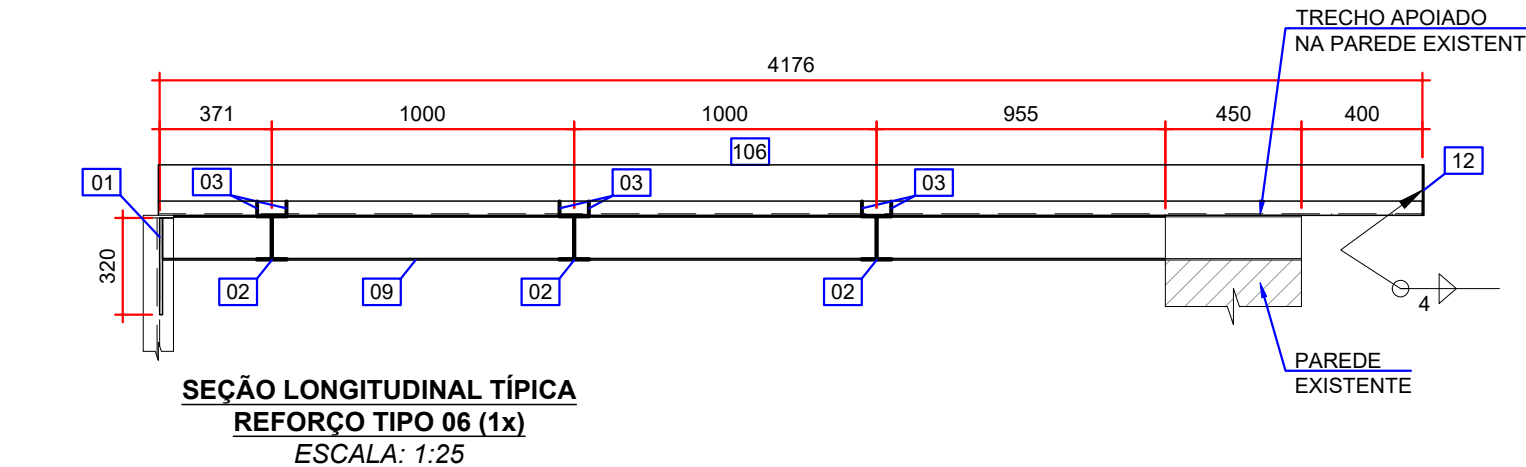 TRECHO APOIADO
NA PAREDE EXISTENT
4176
371 1000 1000 955 450 400
106
01 03 03 03 12
320
02 09 02 02
4
PAREDE
EXISTENTE
SEÇÃO LONGITUDINAL TÍPICA
REFORÇO TIPO 06 (1x)
ESCALA: 1:25